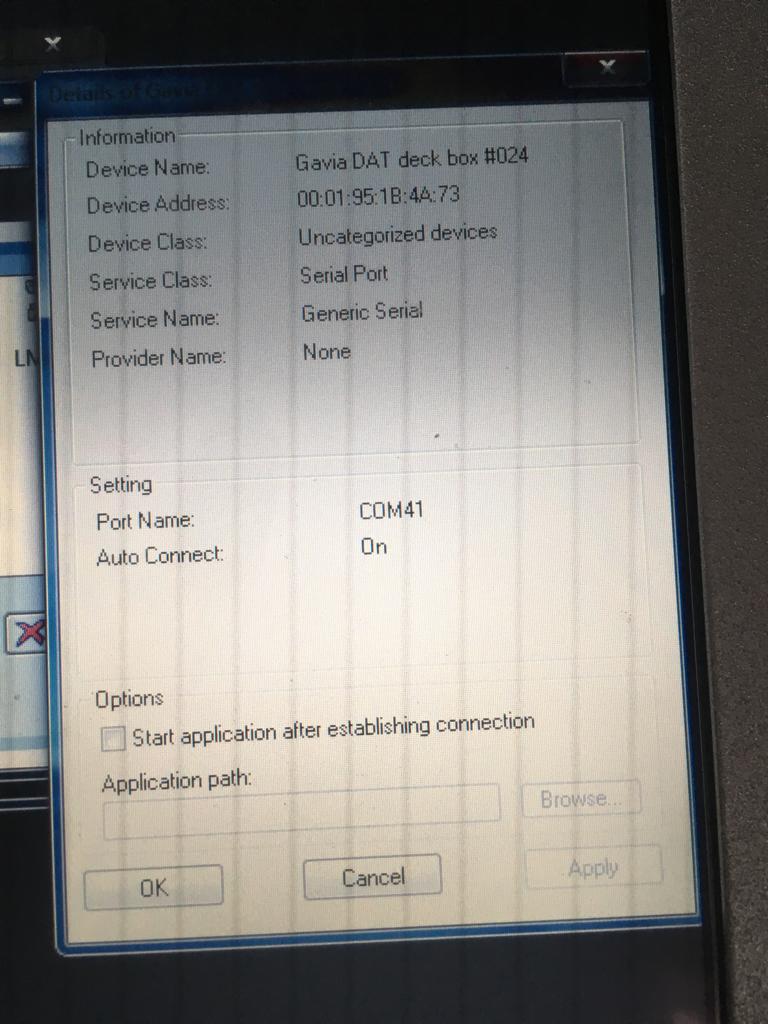 Details of Gavia
Information
Device Name: Gavia DAT deck box #024
Device Address: 00:01:95:1B:4A:73
Device Class: Uncategorized devices
Service Class: Serial Port
Service Name: Generic Serial
Provider Name: None
LN
Setting
Port Name: COM41
Auto Connect: On
Options
Start application after establishing connection
Application path:
Browse...
OK Cancel Apply